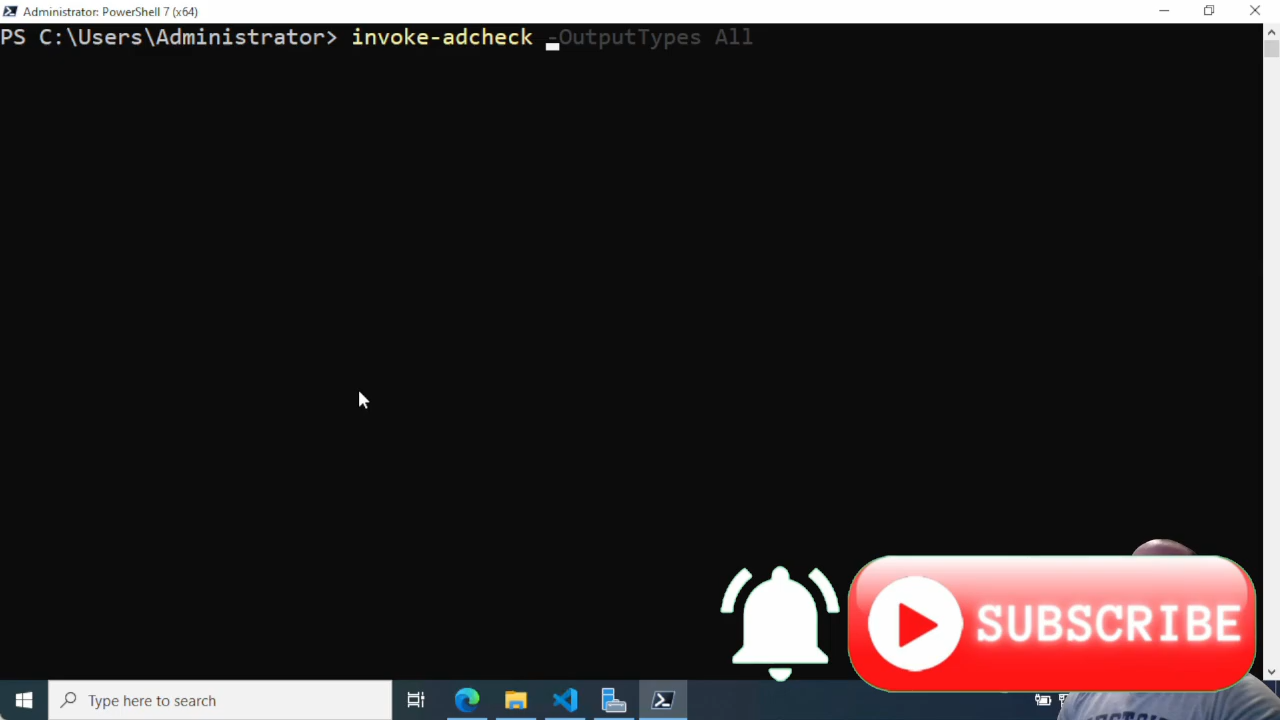 Administrator: PowerShell 7 (x64)
PS C:\Users\Administrator> invoke-adcheck -OutputTypes All
SUBSCRIBE
Type here to search